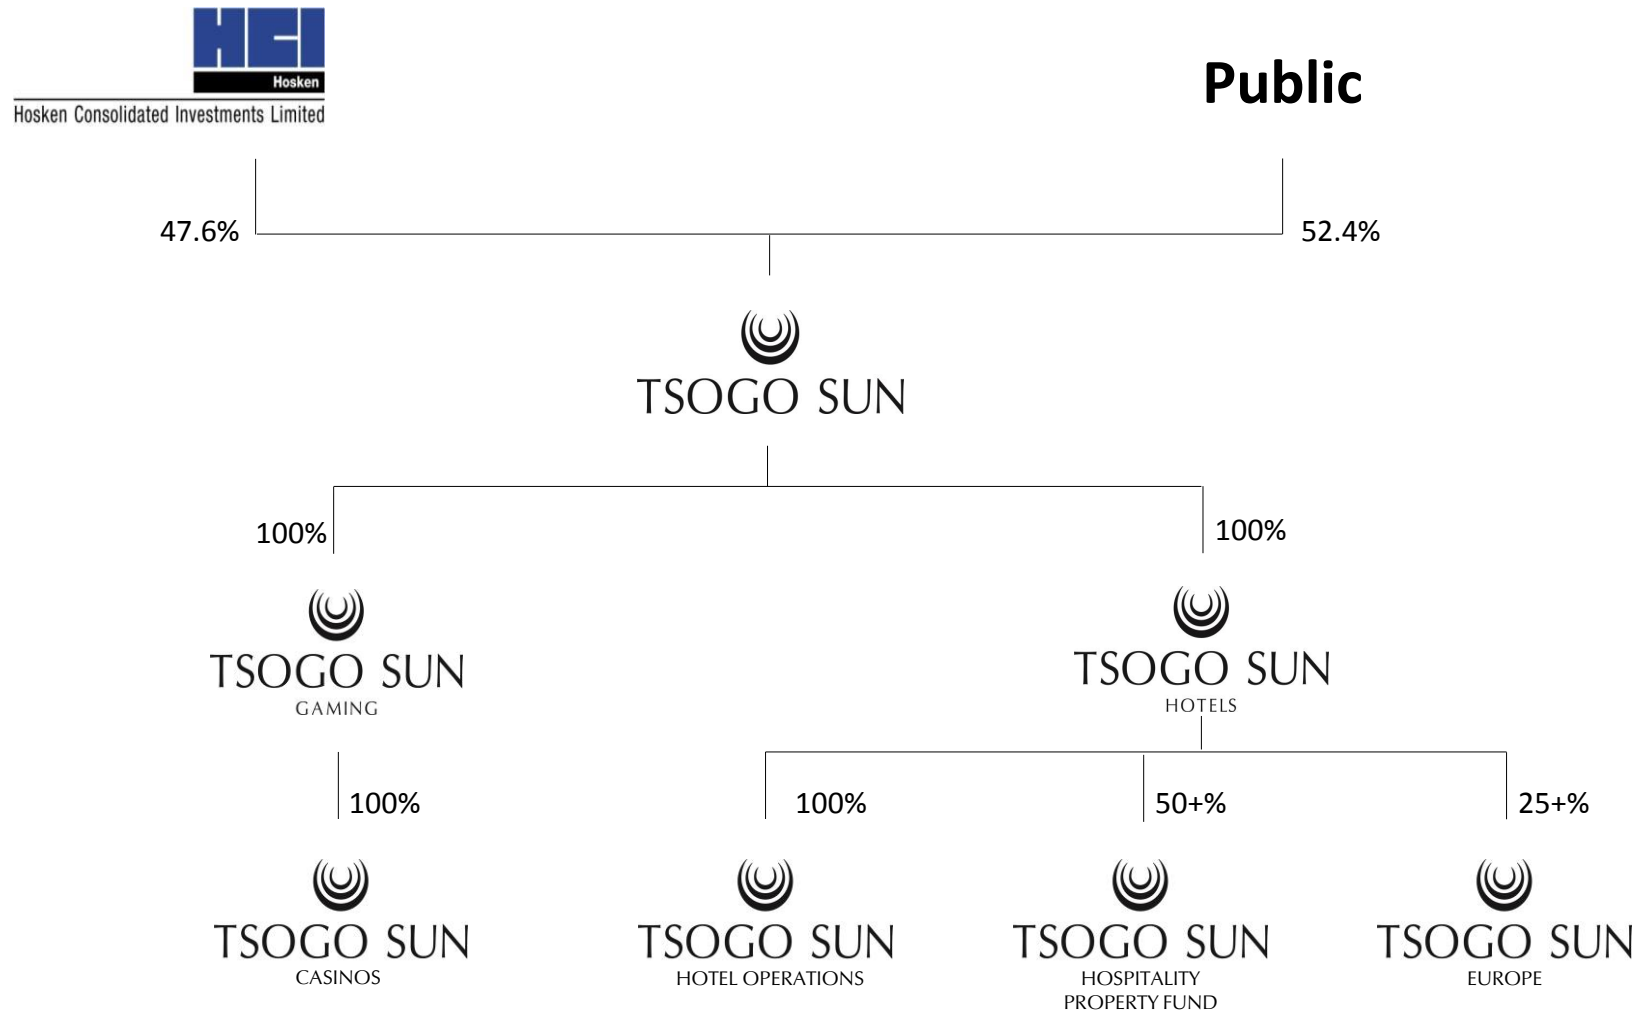 HCI
Hosken
Hosken Consolidated Investments Limited
Public
47.6%
52.4%
TSOGO SUN
100%
100%
TSOGO SUN
GAMING
TSOGO SUN
HOTELS
100%
100%
50+%
25+%
TSOGO SUN
CASINOS
TSOGO SUN
HOTEL OPERATIONS
TSOGO SUN
HOSPITALITY
PROPERTY FUND
TSOGO SUN
EUROPE